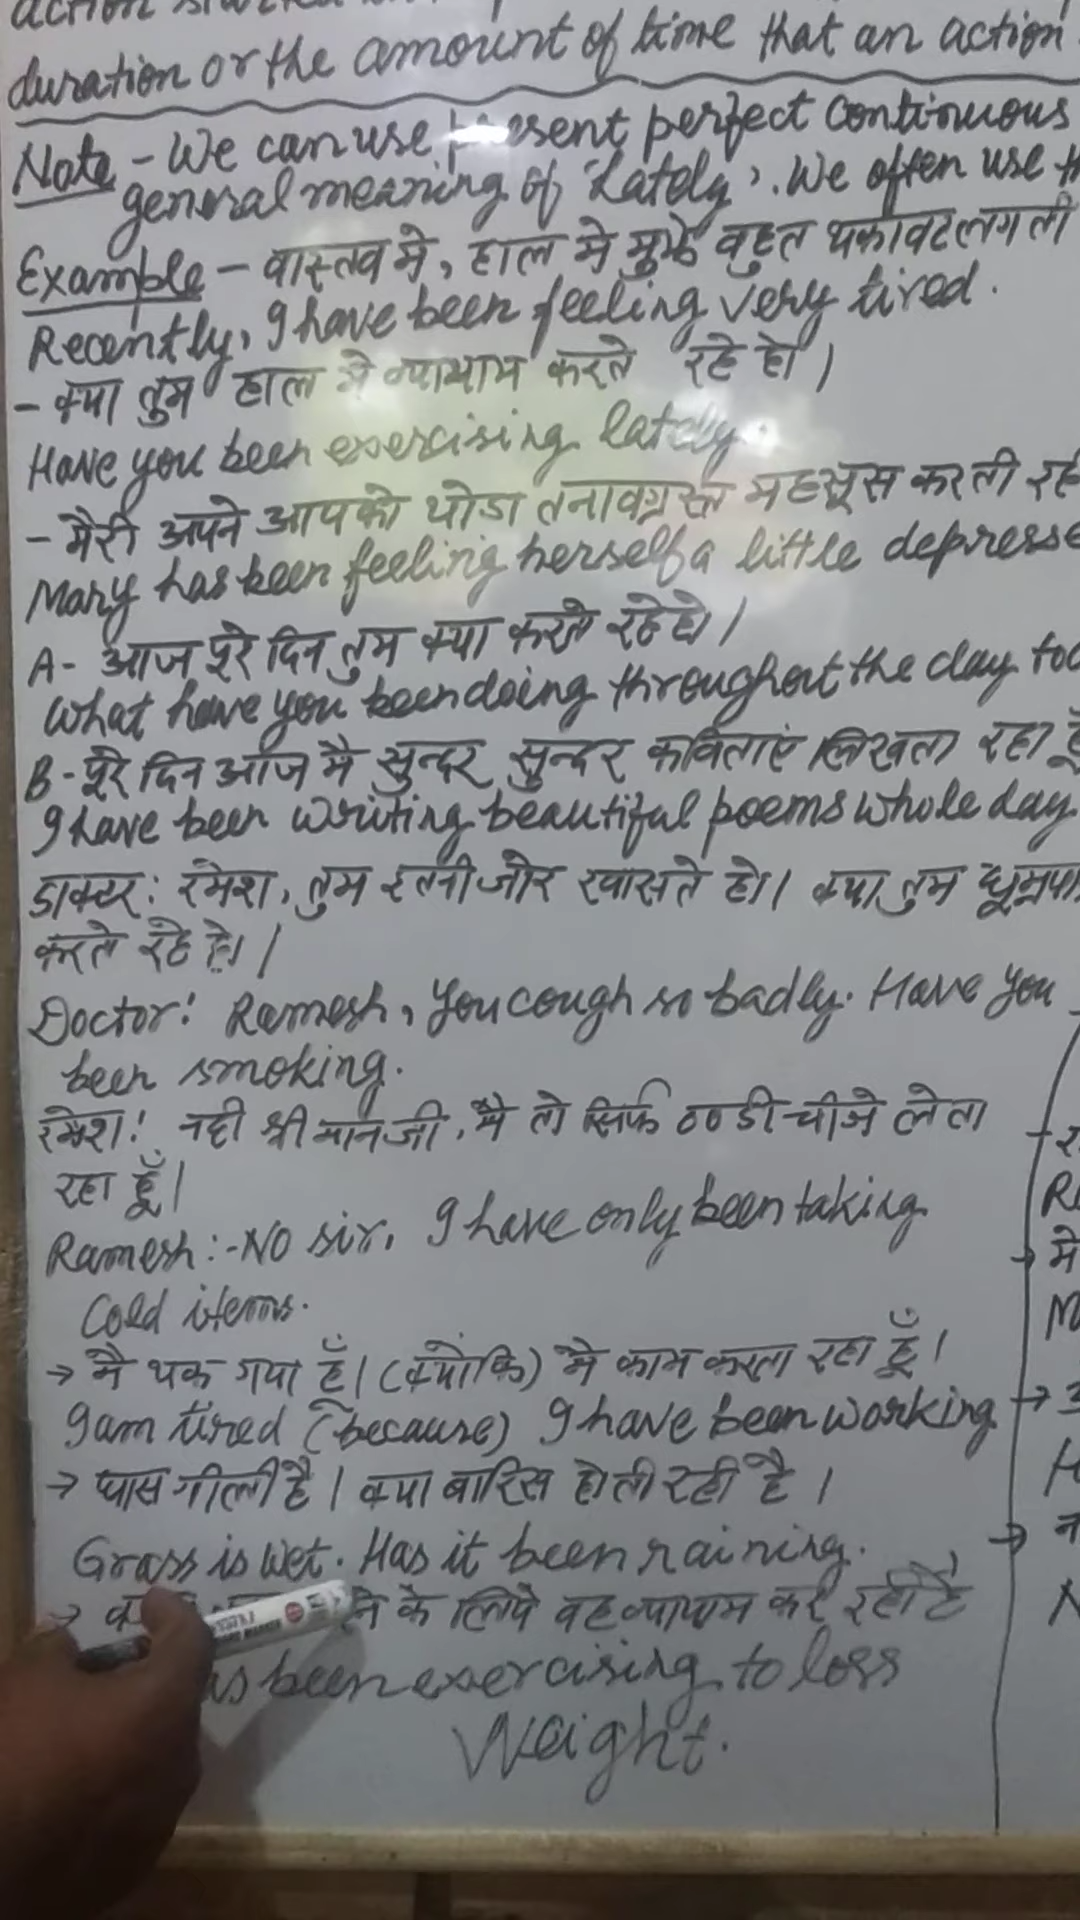 duration or the amount of time that an action
Note - We can use present perfect continuous
general meaning of 'Lately'. We often use
Example - वास्तव मे, हाल मे मुझे बहुत थकावट लगती
Recently, I have been feeling very tired.
- क्या तुम हाल मे व्यायाम करते रहे हो।
Have you been exercising lately.
- मैरी अपने आपको थोडा तनावग्रस्त महसूस करती रही
Mary has been feeling herself a little depresse
A- आज पूरे दिन तुम क्या करते रहे हो।
What have you been doing throughout the day tod
B- पूरे दिन आज मै सुन्दर सुन्दर कविताएं लिखता रहा हूँ
I have been writing beautiful poems whole day.
डाक्टर: रमेश, तुम इतनी जोर खासते हो। क्या तुम धूम्रपा
करते रहे हो।
Doctor: Ramesh, You cough so badly. Have you
been smoking.
रमेश: नही श्री मानजी, मै तो सिर्फ ठण्डी चीजे लेता
रहा हूँ।
Ramesh:- No sir, I have only been taking
Cold items.
→ मै थक गया हूँ। (क्योंकि) मै काम करता रहा हूँ।
I am tired (because) I have been working
→ घास गीली है। क्या बारिस होती रही है।
Grass is wet. Has it been raining.
→ के लिये वह व्यायाम कर रही है
as been exercising to loss
Weight.